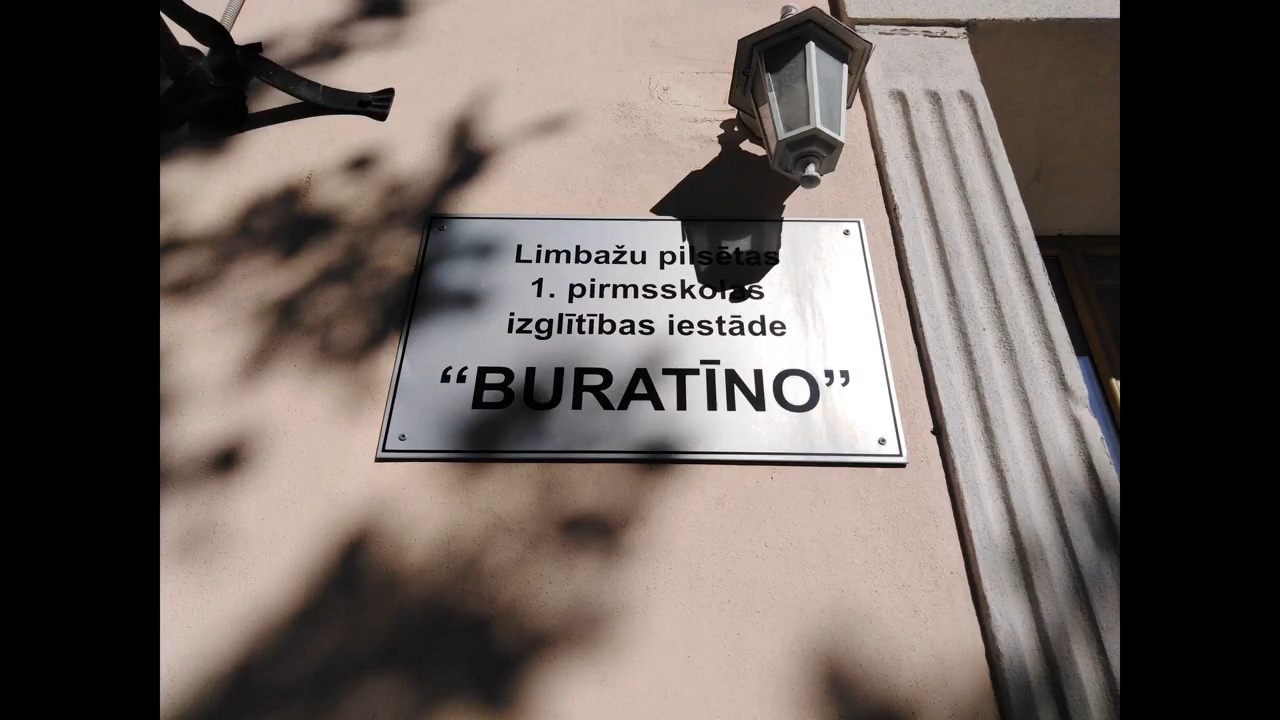 Limbažu pilsētas
1. pirmsskolas
izglītības iestāde
“BURATĪNO”